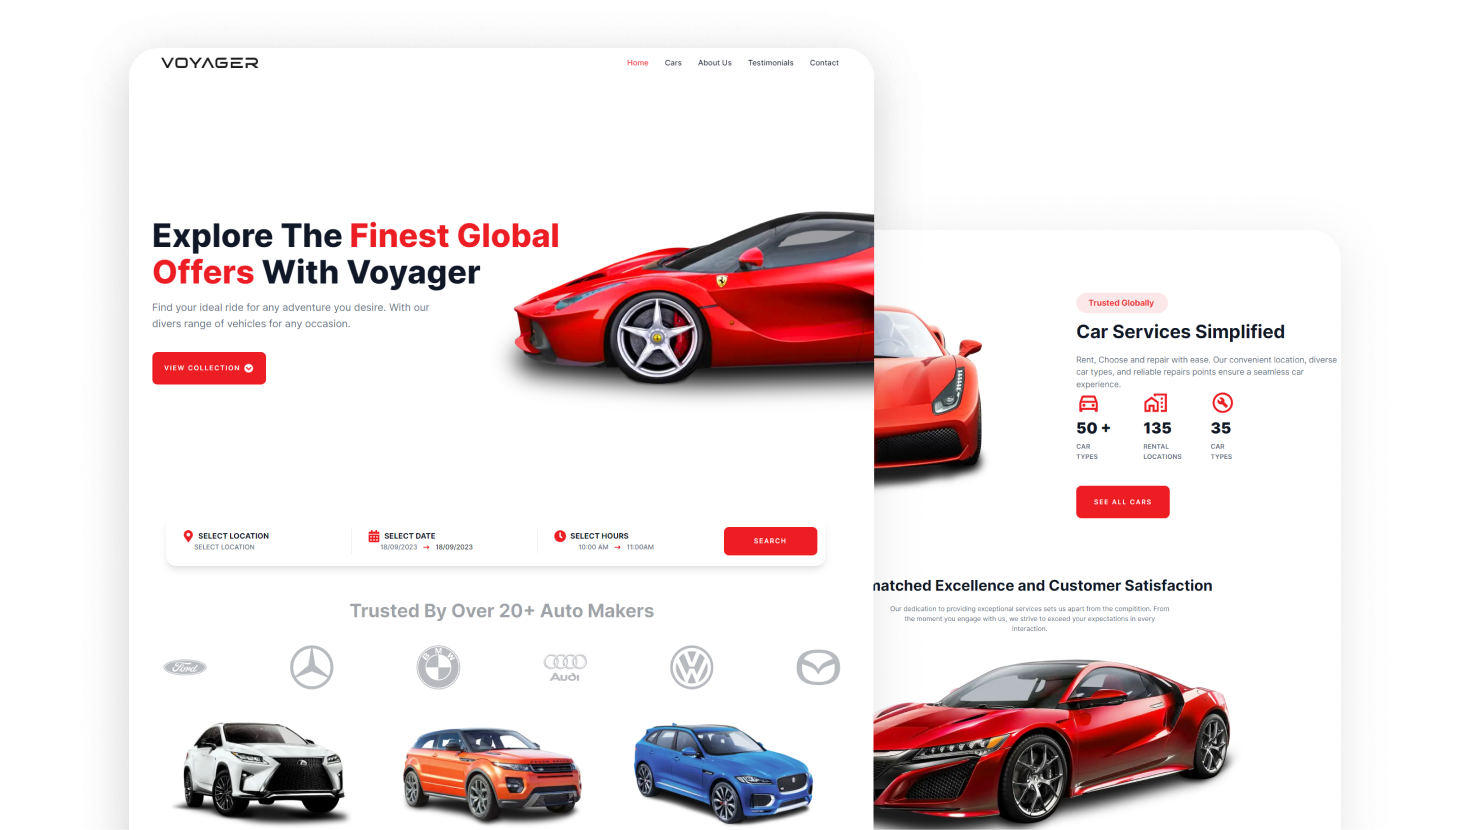 VOYAGER
Home Cars About Us Testimonials Contact
Explore The Finest Global
Offers With Voyager
Find your ideal ride for any adventure you desire. With our
divers range of vehicles for any occasion.
VIEW COLLECTION
SELECT LOCATION
SELECT LOCATION
SELECT DATE
18/09/2023 → 18/09/2023
SELECT HOURS
10:00 AM → 11:00AM
SEARCH
Trusted By Over 20+ Auto Makers
Ford
BMW
Audi
Trusted Globally
Car Services Simplified
Rent, Choose and repair with ease. Our convenient location, diverse
car types, and reliable repairs points ensure a seamless car
experience.
50 + 135 35
CAR RENTAL CAR
TYPES LOCATIONS TYPES
SEE ALL CARS
matched Excellence and Customer Satisfaction
Our dedication to providing exceptional services sets us apart from the compitition. From
the moment you engage with us, we strive to exceed your expectations in every
interaction.